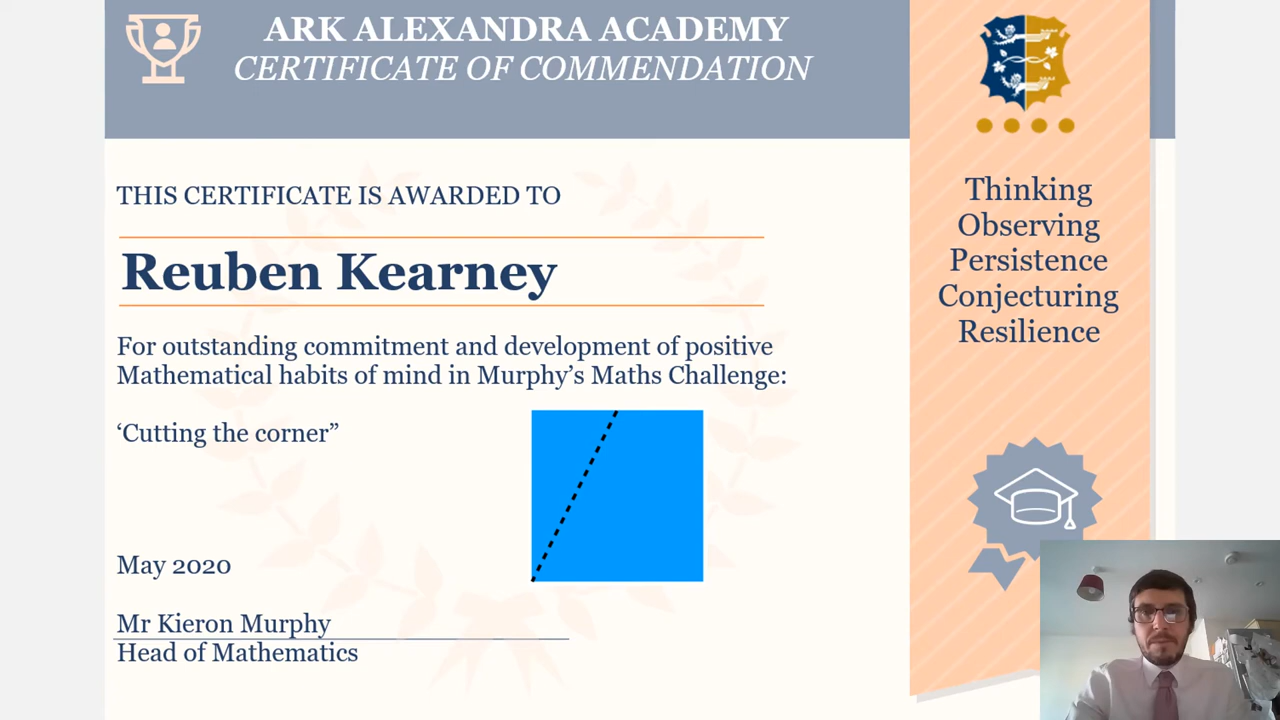 ARK ALEXANDRA ACADEMY
CERTIFICATE OF COMMENDATION
THIS CERTIFICATE IS AWARDED TO
Reuben Kearney
For outstanding commitment and development of positive
Mathematical habits of mind in Murphy’s Maths Challenge:
‘Cutting the corner”
May 2020
Mr Kieron Murphy
Head of Mathematics
Thinking
Observing
Persistence
Conjecturing
Resilience